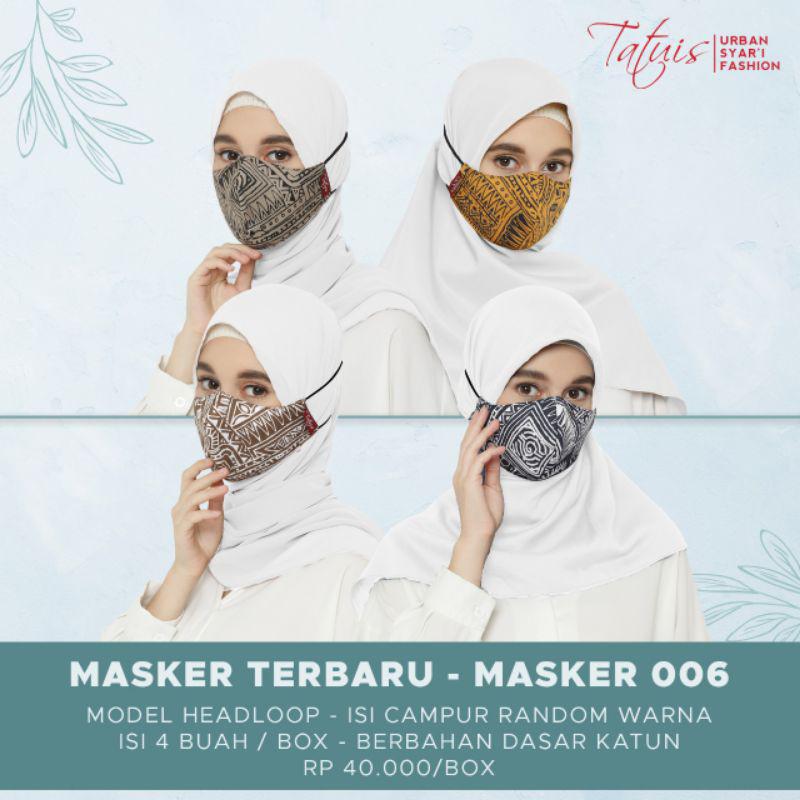 Tatuis
URBAN
SYAR'I
FASHION
MASKER TERBARU - MASKER 006
MODEL HEADLOOP - ISI CAMPUR RANDOM WARNA
ISI 4 BUAH / BOX - BERBAHAN DASAR KATUN
RP 40.000/BOX